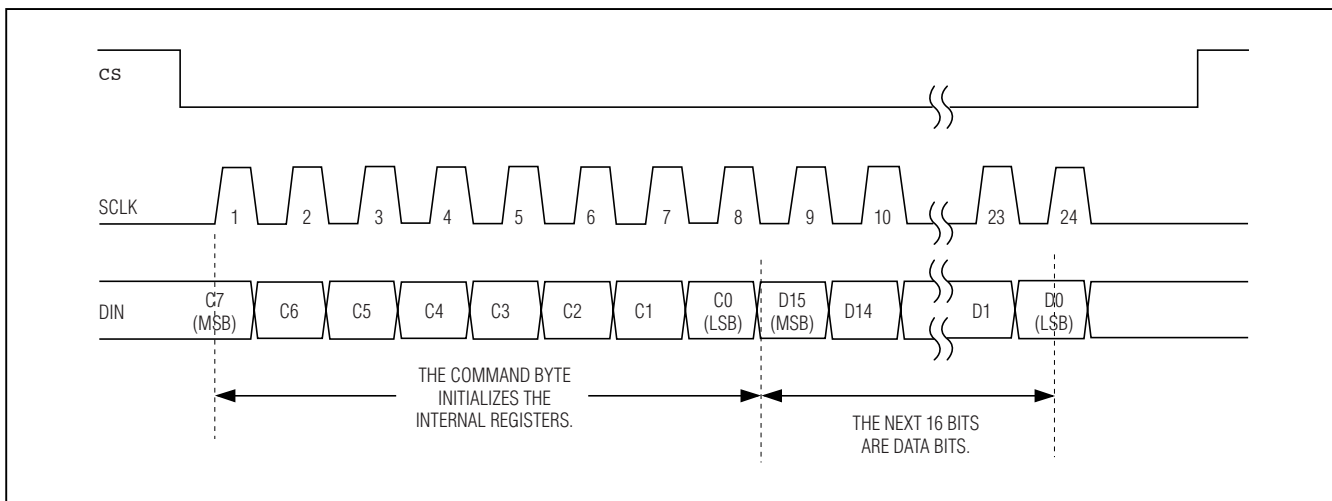 CS
SCLK
1 2 3 4 5 6 7 8 9 10 23 24
DIN
C7 (MSB) C6 C5 C4 C3 C2 C1 C0 (LSB) D15 (MSB) D14 D1 D0 (LSB)
THE COMMAND BYTE
INITIALIZES THE
INTERNAL REGISTERS.
THE NEXT 16 BITS
ARE DATA BITS.